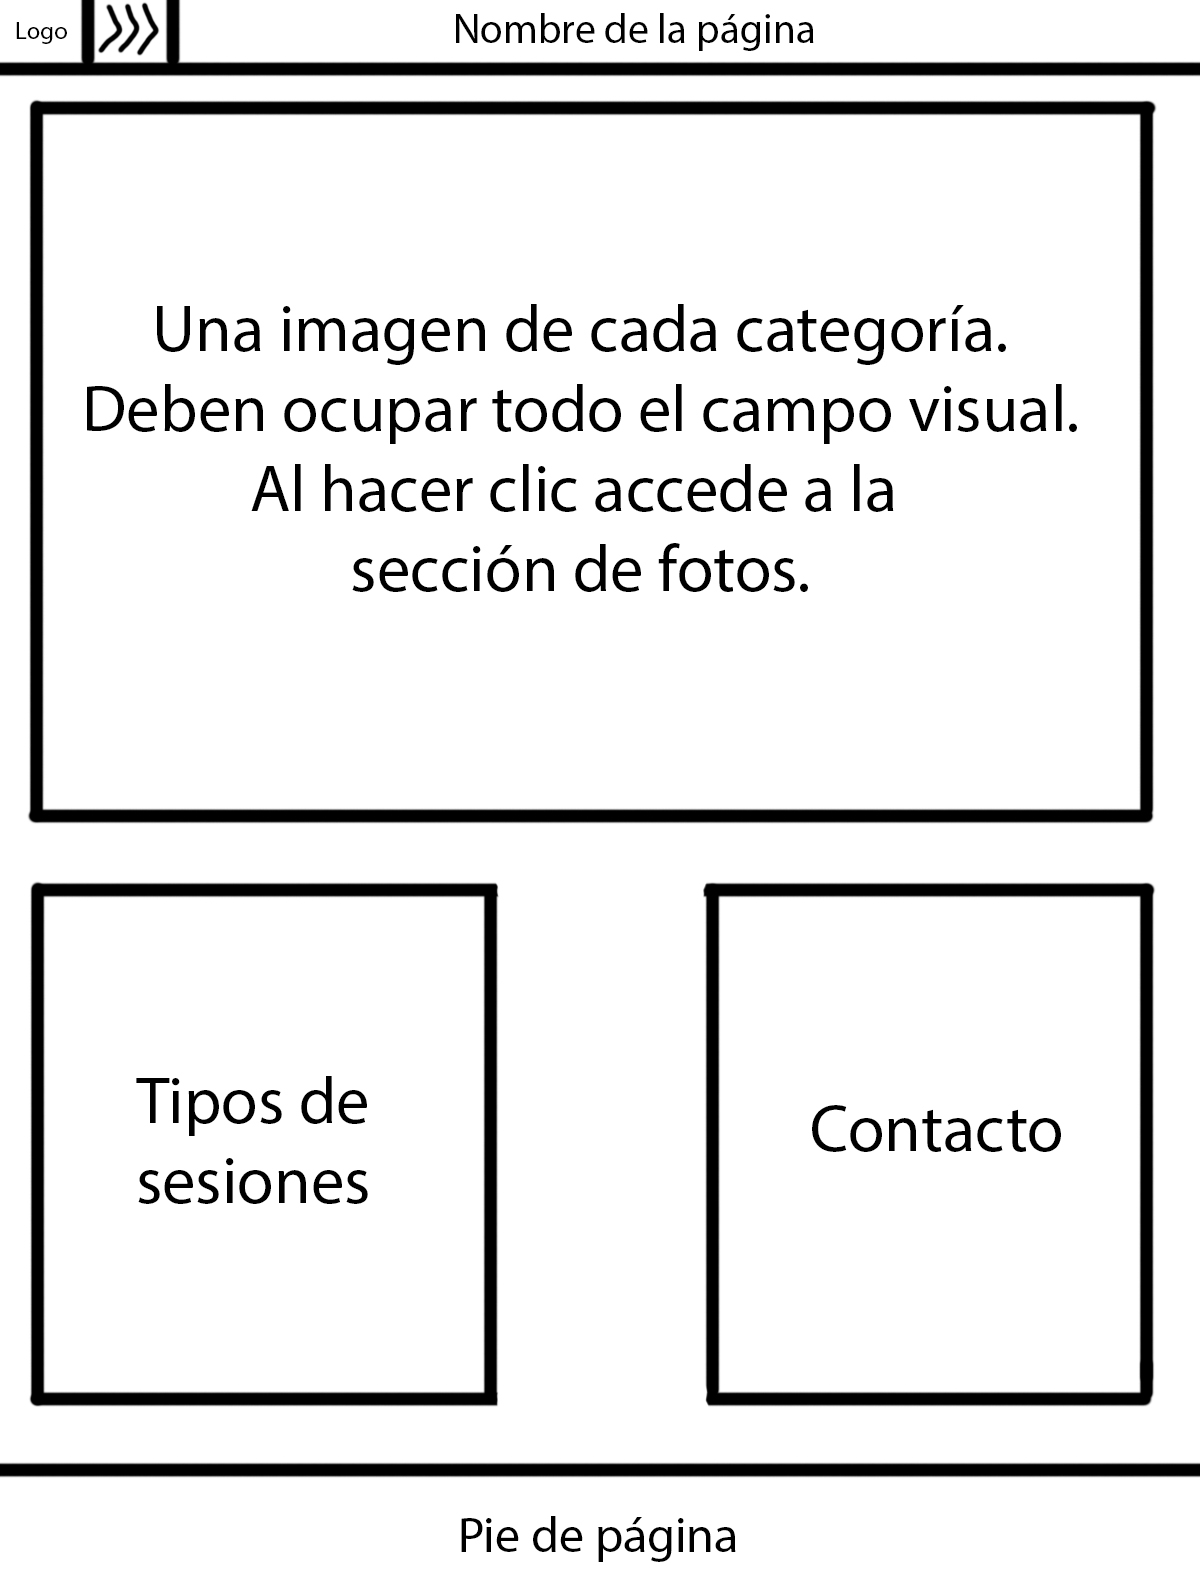 Logo
Nombre de la página
Una imagen de cada categoría.
Deben ocupar todo el campo visual.
Al hacer clic accede a la
sección de fotos.
Tipos de
sesiones
Contacto
Pie de página